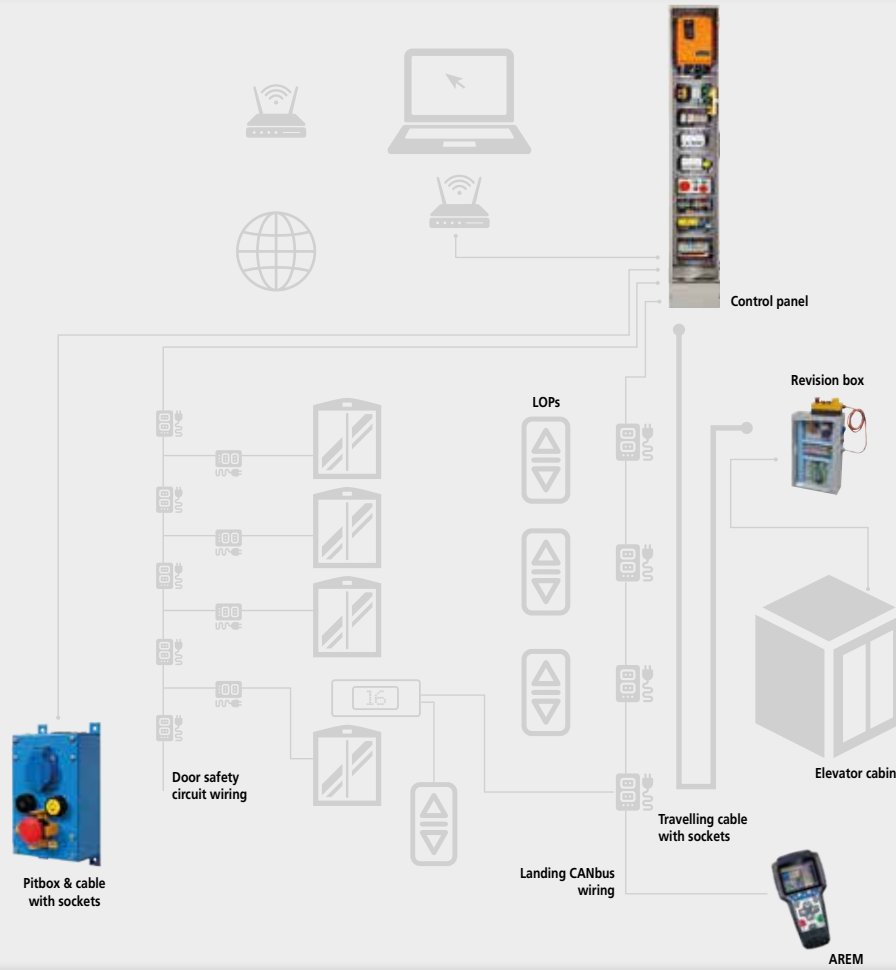 Control panel
Revision box
LOPs
16
Elevator cabin
Door safety
circuit wiring
Travelling cable
with sockets
Pitbox & cable
with sockets
Landing CANbus
wiring
AREM